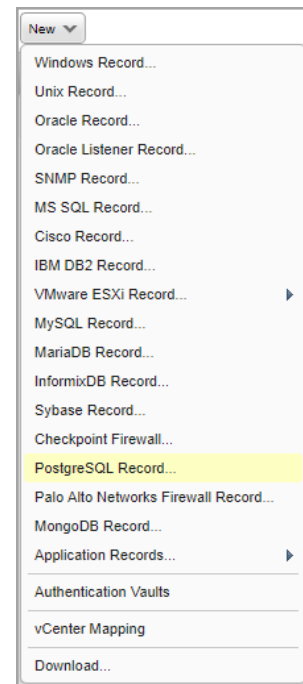 New
Windows Record...
Unix Record...
Oracle Record...
Oracle Listener Record...
SNMP Record...
MS SQL Record...
Cisco Record...
IBM DB2 Record...
VMware ESXi Record...
MySQL Record...
MariaDB Record...
InformixDB Record...
Sybase Record...
Checkpoint Firewall...
PostgreSQL Record...
Palo Alto Networks Firewall Record...
MongoDB Record...
Application Records...
Authentication Vaults
vCenter Mapping
Download...